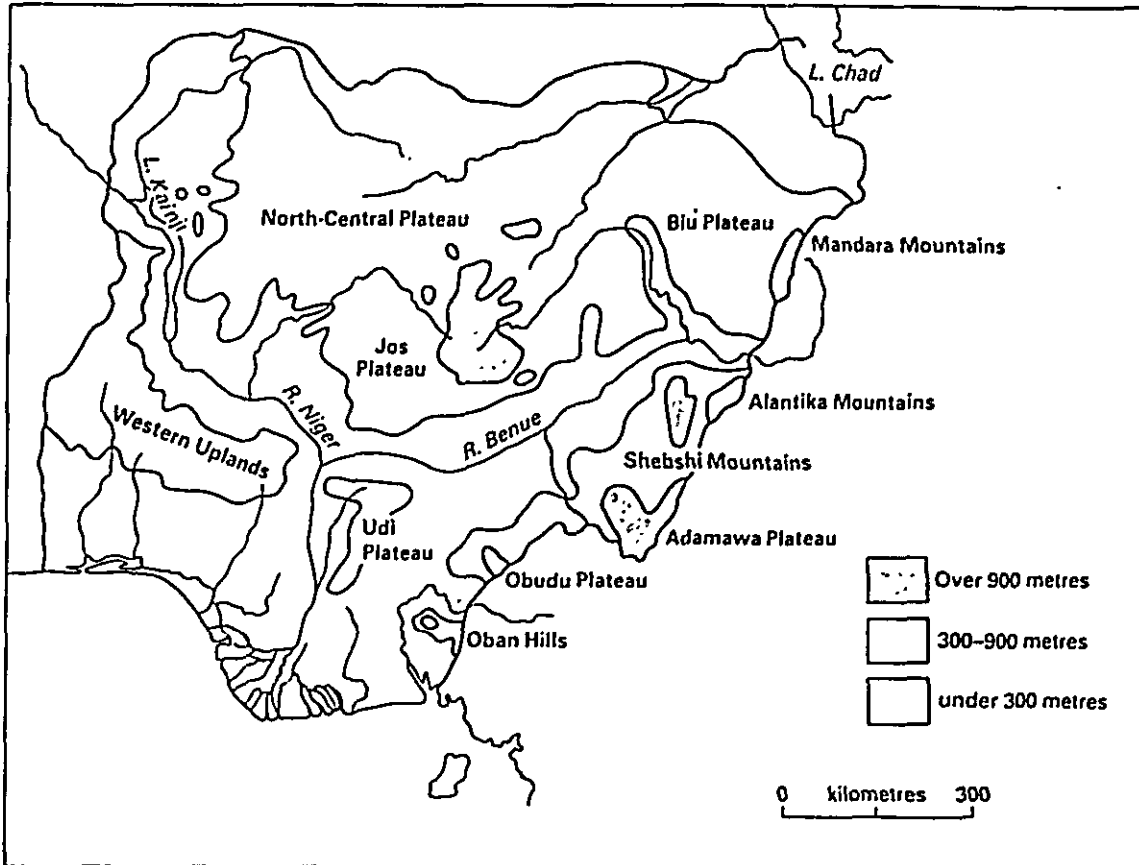 L. Chad
L. Kainji
North-Central Plateau
Biu Plateau
Mandara Mountains
Jos
Plateau
R. Niger
R. Benue
Alantika Mountains
Western Uplands
Shebshi Mountains
Udi
Plateau
Adamawa Plateau
Obudu Plateau
Oban Hills
Over 900 metres
300–900 metres
under 300 metres
0 kilometres 300